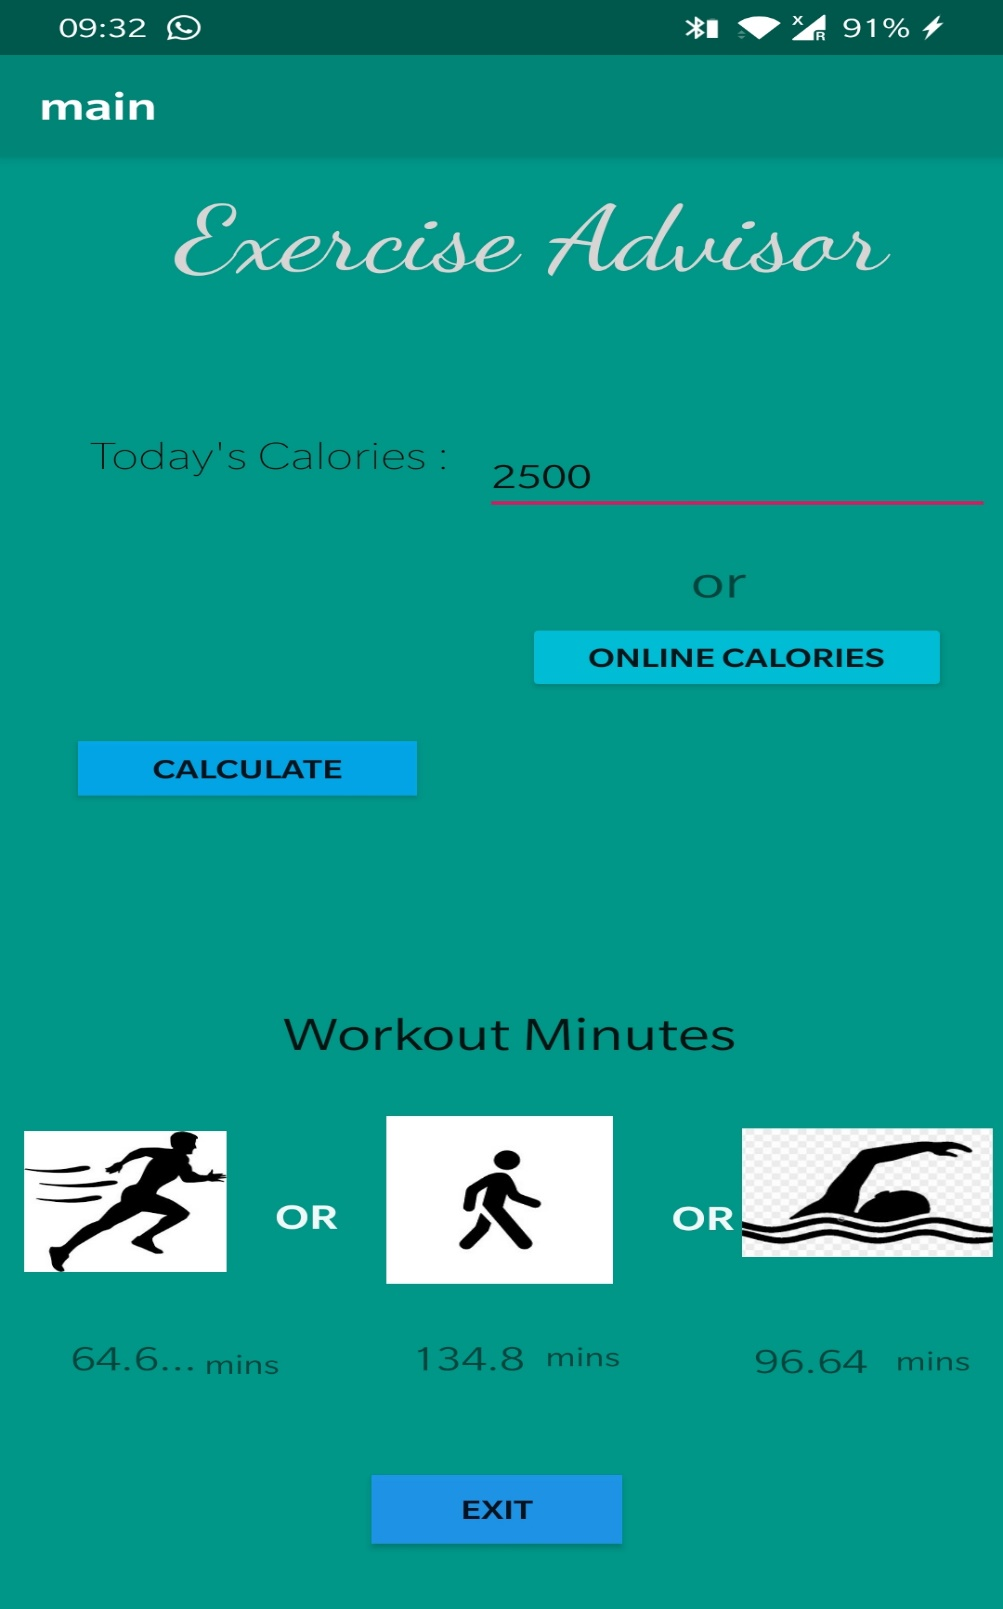 09:32 X R 91%
main
Exercise Advisor
Today's Calories : 2500
or
ONLINE CALORIES
CALCULATE
Workout Minutes
OR OR
64.6... mins 134.8 mins 96.64 mins
EXIT